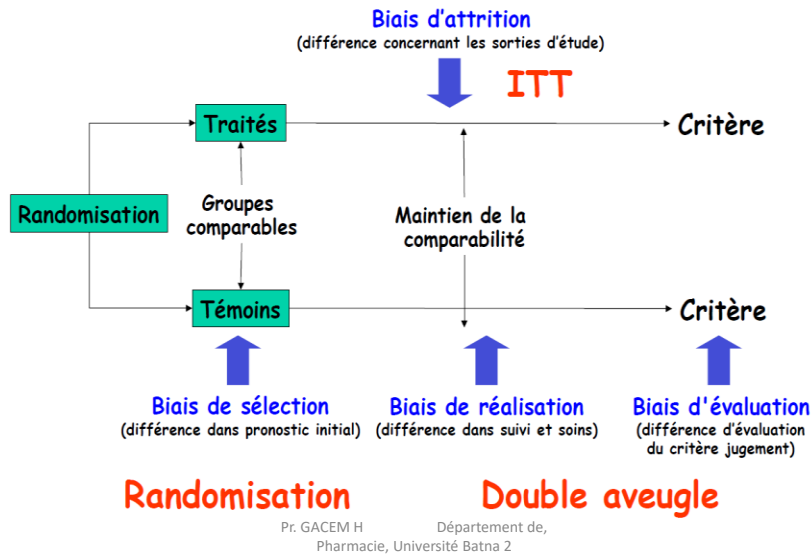 Biais d'attrition
(différence concernant les sorties d'étude)
ITT
Traités
Critère
Randomisation
Groupes
comparables
Maintien de la
comparabilité
Témoins
Critère
Biais de sélection
(différence dans pronostic initial)
Biais de réalisation
(différence dans suivi et soins)
Biais d'évaluation
(différence d'évaluation
du critère jugement)
Randomisation
Double aveugle
Pr. GACEM H Département de,
Pharmacie, Université Batna 2